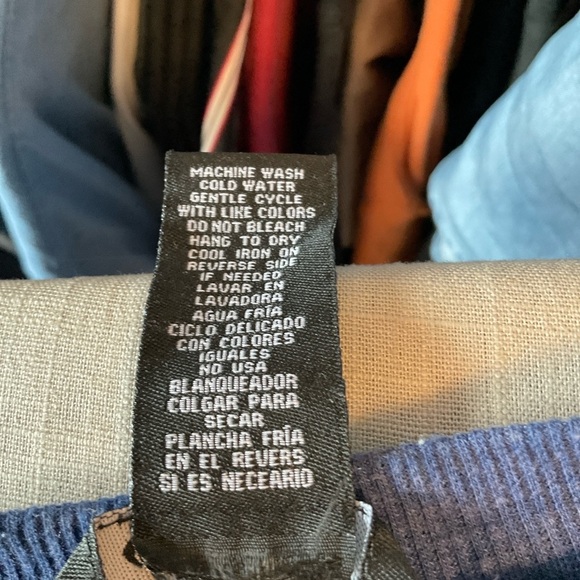 MACHINE WASH
COLD WATER
GENTLE CYCLE
WITH LIKE COLORS
DO NOT BLEACH
HANG TO DRY
COOL IRON ON
REVERSE SIDE
IF NEEDED
LAVAR EN
LAVADORA
AGUA FRÍA
CICLO DELICADO
CON COLORES
IGUALES
NO USA
BLANQUEADOR
COLGAR PARA
SECAR
PLANCHA FRÍA
EN EL REVERS
SI ES NECEARIO